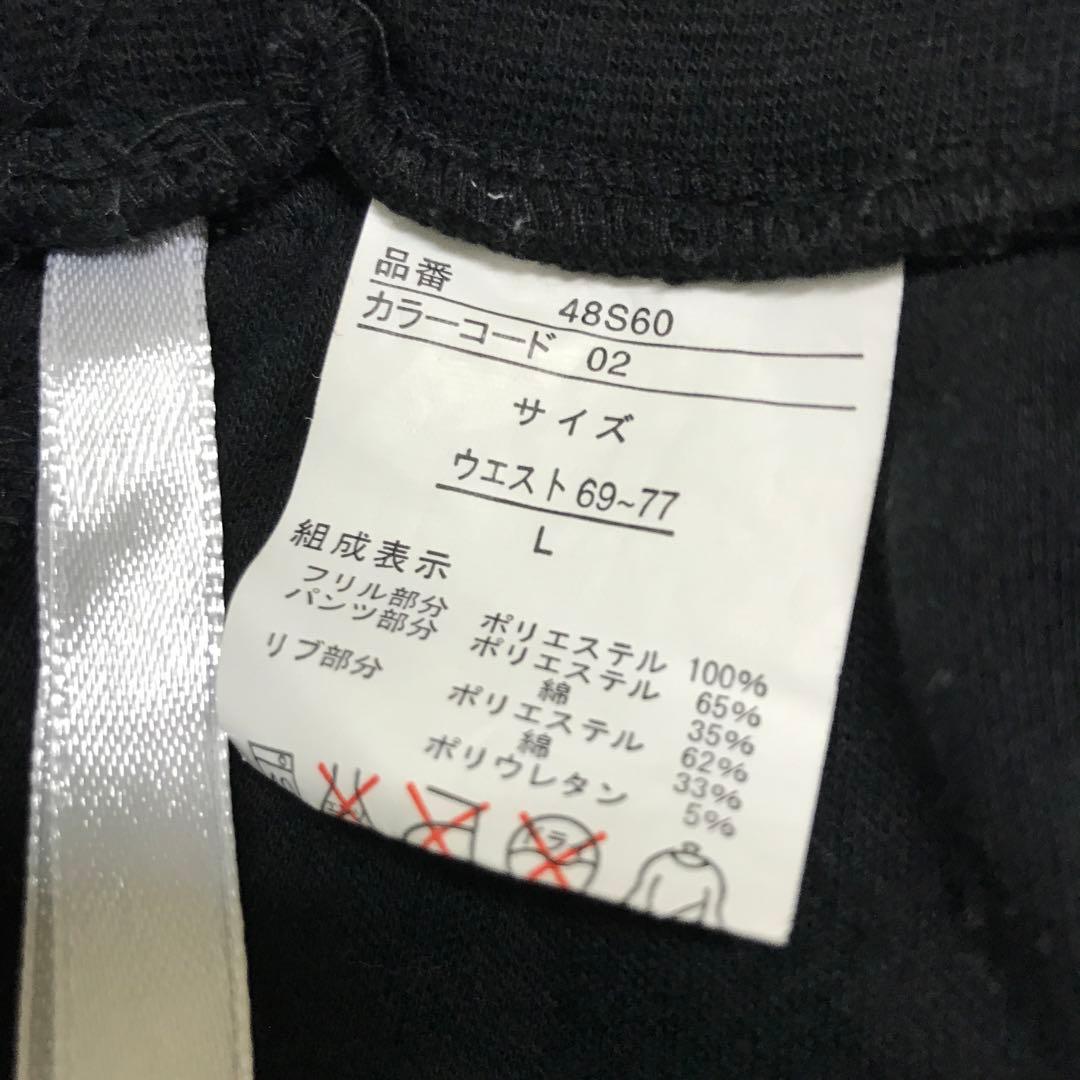 品番 48S60
カラーコード 02
サイズ
ウエスト 69~77
L
組成表示
フリル部分 ポリエステル 100%
パンツ部分 ポリエステル 65%
綿 35%
リブ部分 ポリエステル 62%
綿 33%
ポリウレタン 5%